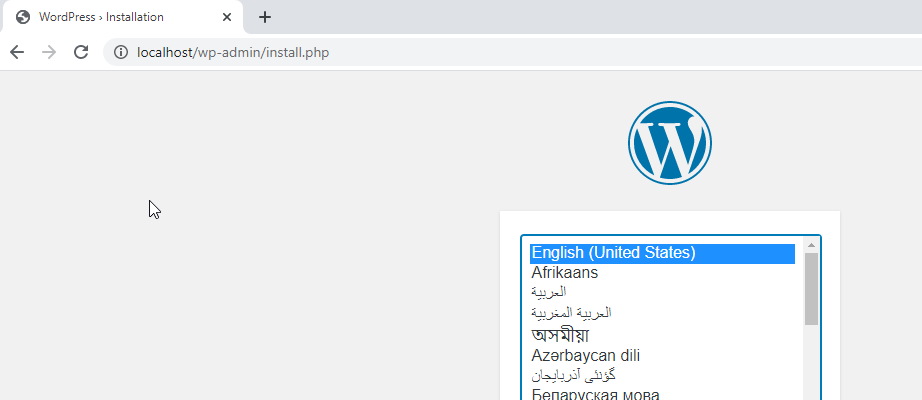 WordPress › Installation
localhost/wp-admin/install.php
English (United States)
Afrikaans
العربية
العربية المغربية
অসমীয়া
Azərbaycan dili
گؤنئی آذربایجان
Беларуская мова